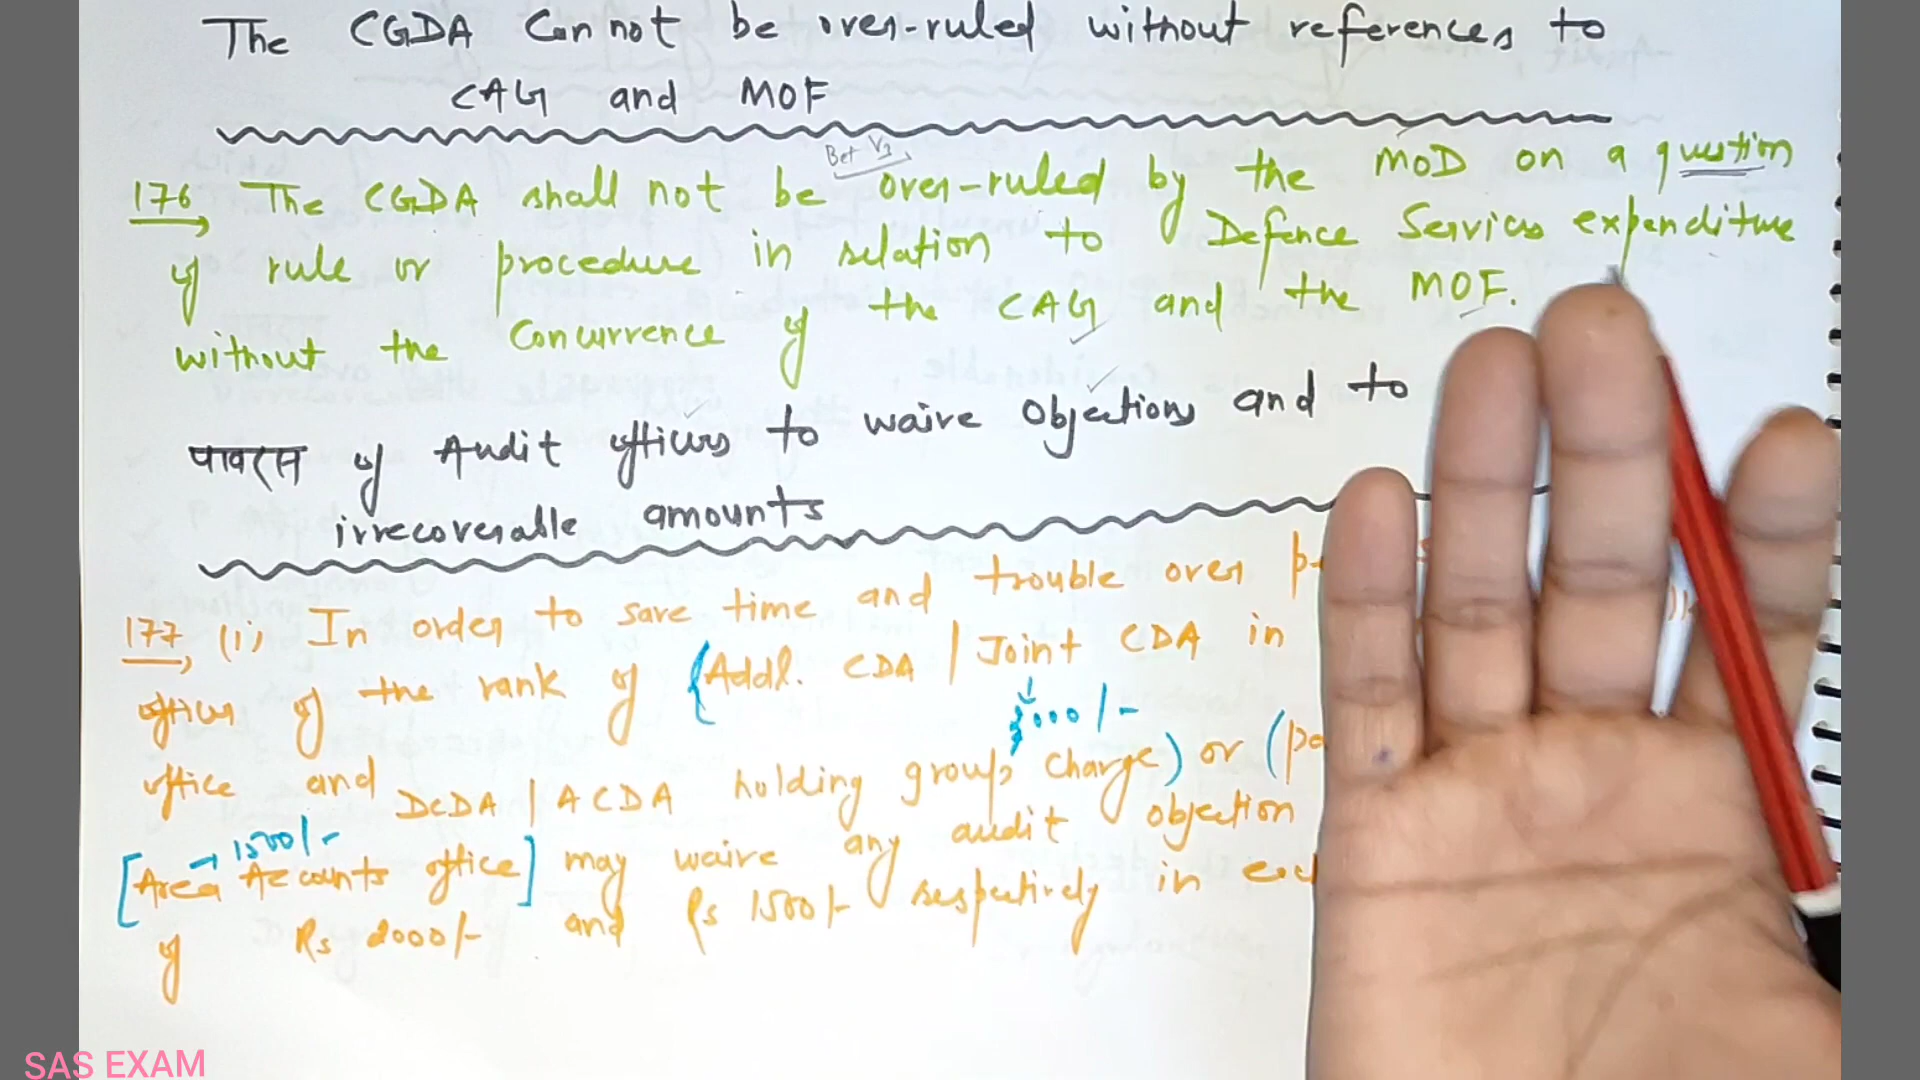 The CGDA Cannot be over-ruled without references to
CAG and MOF
Bet V3
176 The CGDA shall not be over-ruled by the MOD on a question
of rule or procedure in relation to Defence Services expenditure
without the Concurrence of the CAG and the MOF.
पावरस of Audit officers to waive Objections and to
irrecoverable amounts
177 (i) In order to save time and trouble over
officer of the rank of {Addl. CDA | Joint CDA in
000/-
office and DCDA | ACDA holding group charge) or (
→ 1500/-
[Area Accounts office] may waive any audit objection
of Rs 2000/- and Rs 1500/- respectively in
SAS EXAM